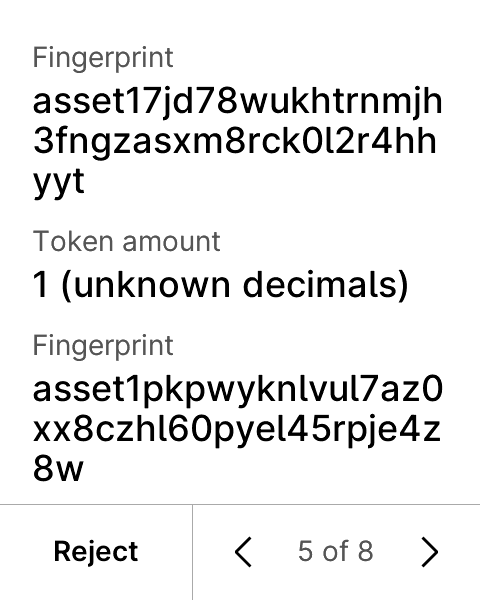 Fingerprint
asset17jd78wukhtrnmjh
3fngzasxm8rck0l2r4hh
yyt
Token amount
1 (unknown decimals)
Fingerprint
asset1pkpwyknlvul7az0
xx8czhl60pyel45rpje4z
8w
Reject
5 of 8